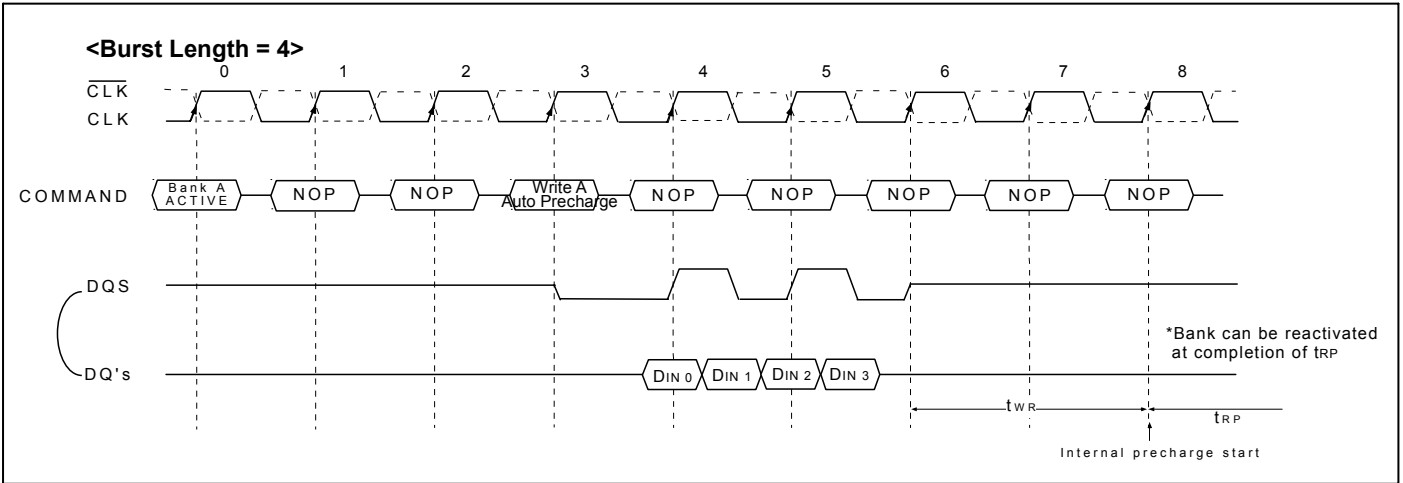 <Burst Length = 4>
0 1 2 3 4 5 6 7 8
CLK
CLK
COMMAND
Bank A
ACTIVE
NOP
NOP
Write A
Auto Precharge
NOP
NOP
NOP
NOP
NOP
DQS
*Bank can be reactivated
at completion of tRP
DQ's
DIN 0
DIN 1
DIN 2
DIN 3
tWR
tRP
Internal precharge start